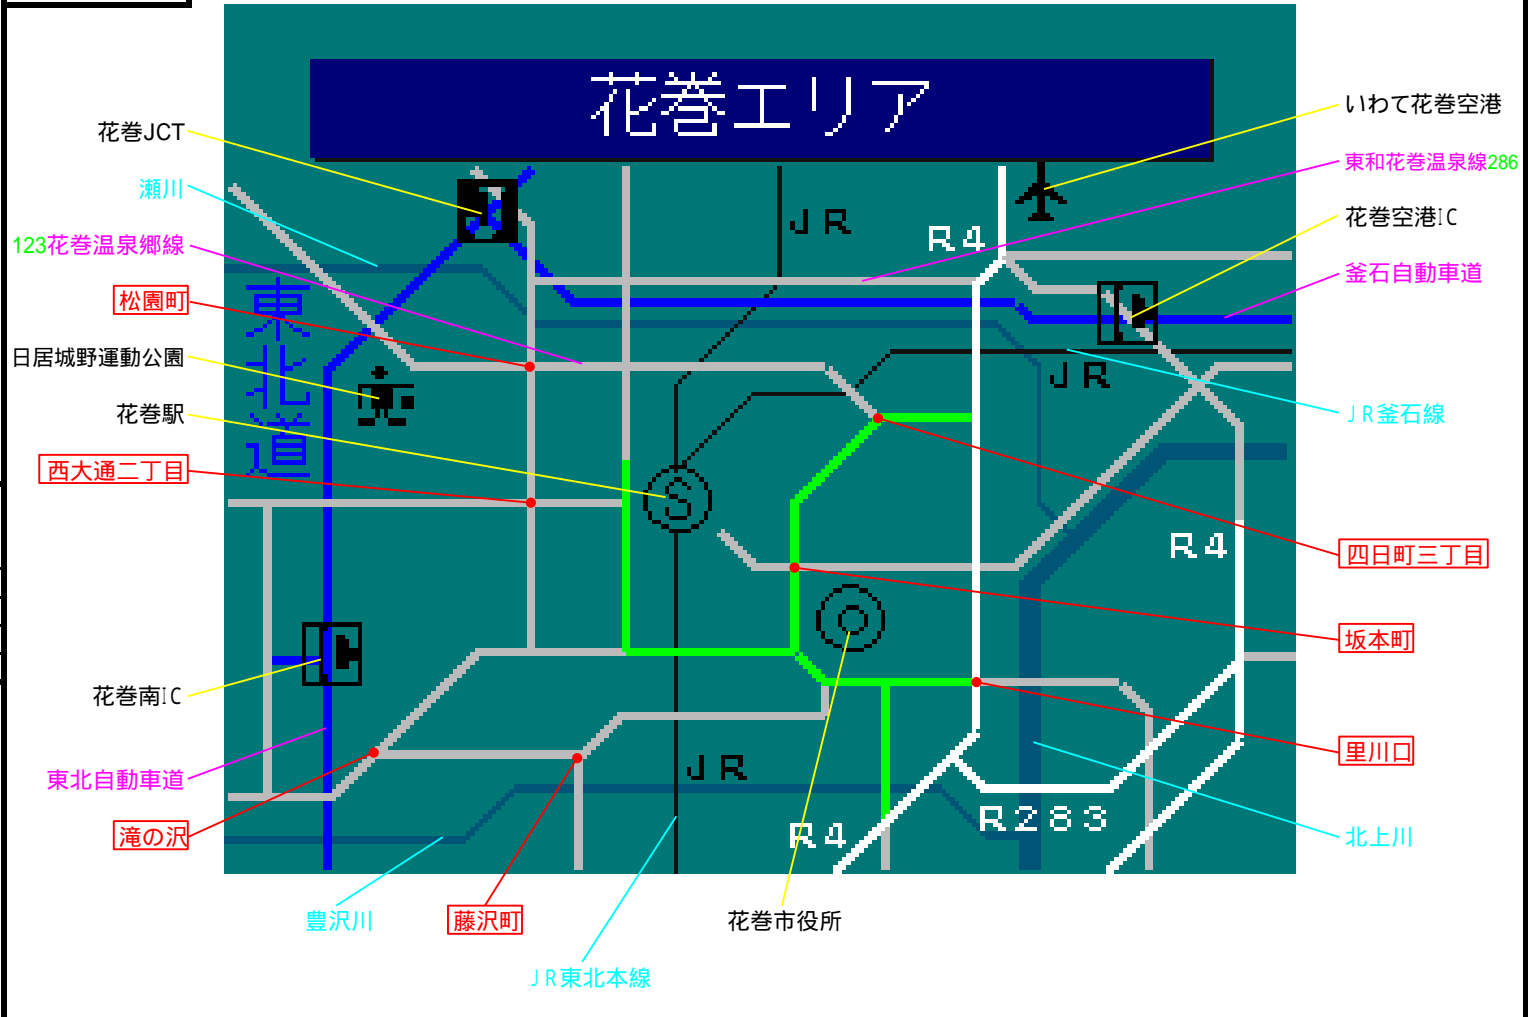 花巻エリア
花巻JCT
瀬川
123花巻温泉郷線
松園町
日居城野運動公園
花巻駅
西大通二丁目
花巻南IC
東北自動車道
滝の沢
東北道
J
JR
R4
JR
S
R4
JR
R283
R4
いわて花巻空港
東和花巻温泉線286
花巻空港IC
釜石自動車道
JR釜石線
四日町三丁目
坂本町
里川口
北上川
豊沢川
藤沢町
花巻市役所
JR東北本線